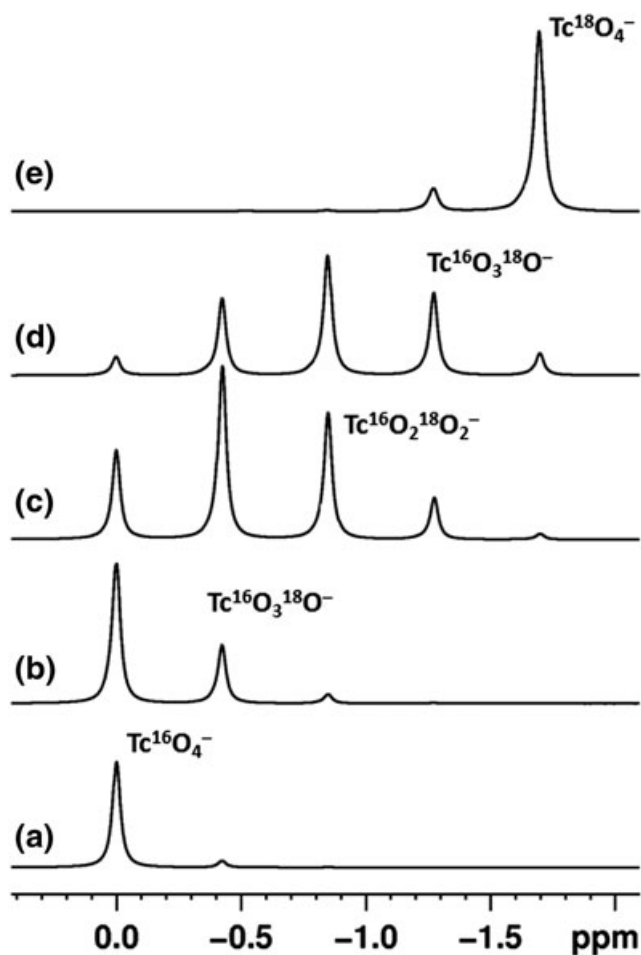 Tc¹⁸O₄⁻
(e)
Tc¹⁶O₃¹⁸O⁻
(d)
Tc¹⁶O₂¹⁸O₂⁻
(c)
Tc¹⁶O₃¹⁸O⁻
(b)
Tc¹⁶O₄⁻
(a)
0.0 −0.5 −1.0 −1.5 ppm